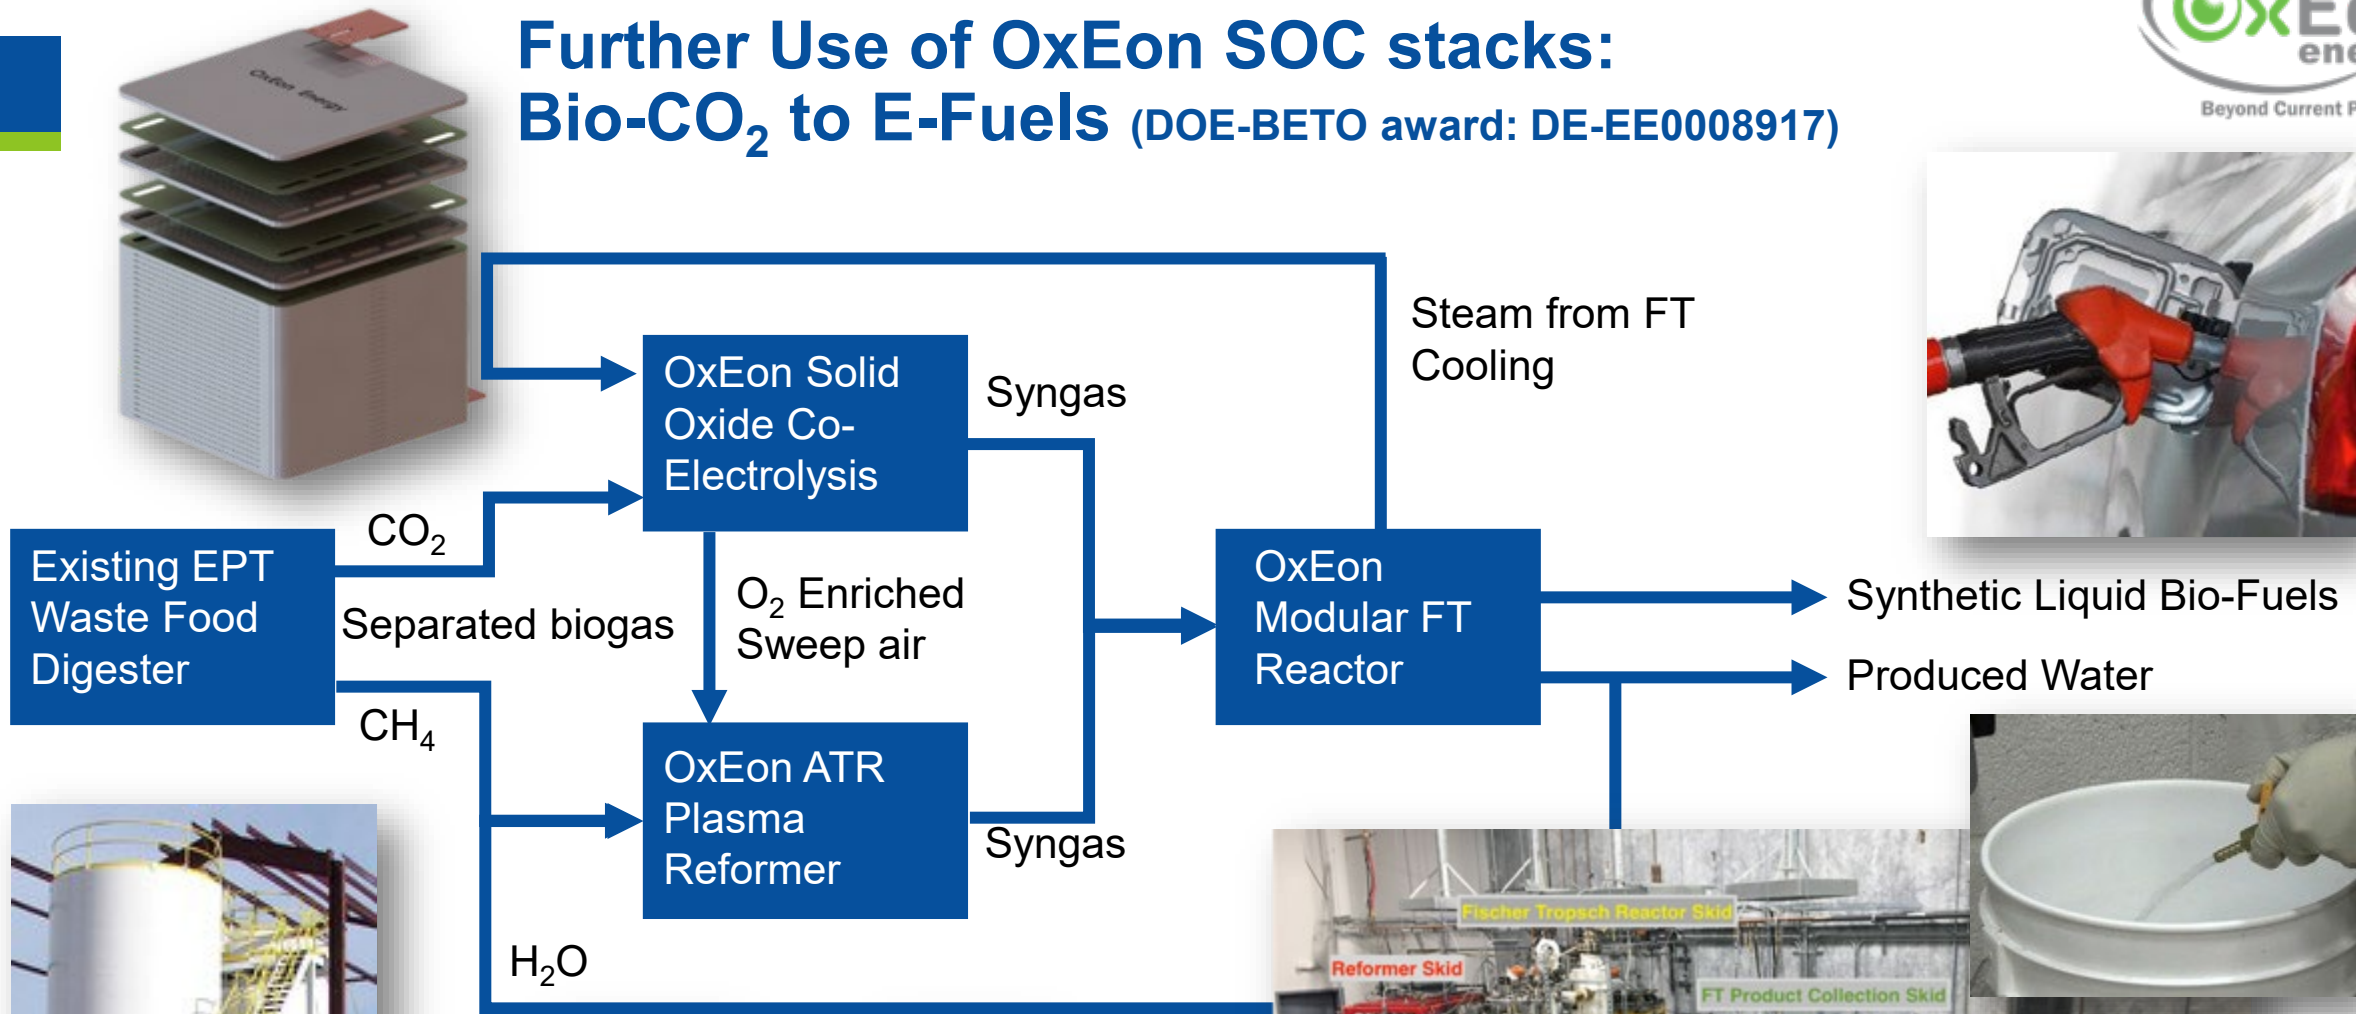 Further Use of OxEon SOC stacks:
Bio-CO₂ to E-Fuels (DOE-BETO award: DE-EE0008917)
Beyond Current
OxEon Energy
Steam from FT
Cooling
OxEon Solid
Oxide Co-
Electrolysis
Syngas
CO₂
Existing EPT
Waste Food
Digester
Separated biogas
O₂ Enriched
Sweep air
OxEon
Modular FT
Reactor
Synthetic Liquid Bio-Fuels
Produced Water
CH₄
OxEon ATR
Plasma
Reformer
Syngas
H₂O
Fischer Tropsch Reactor Skid
Reformer Skid
FT Product Collection Skid